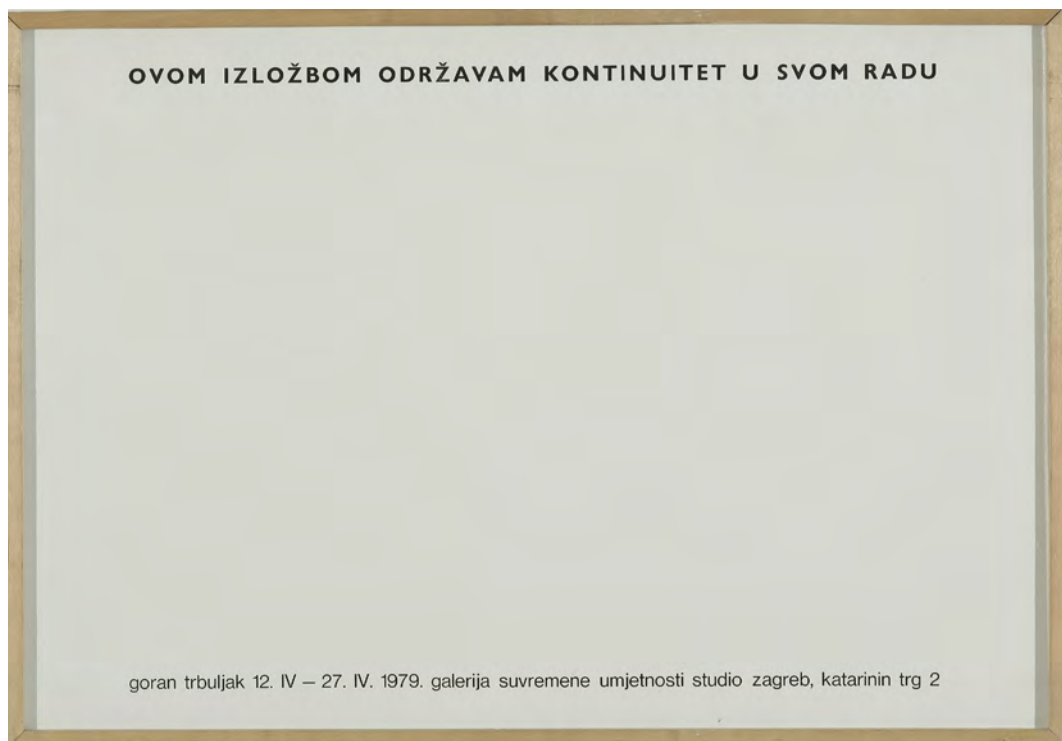 OVOM IZLOŽBOM ODRŽAVAM KONTINUITET U SVOM RADU
goran trbuljak 12. IV – 27. IV. 1979. galerija suvremene umjetnosti studio zagreb, katarinin trg 2